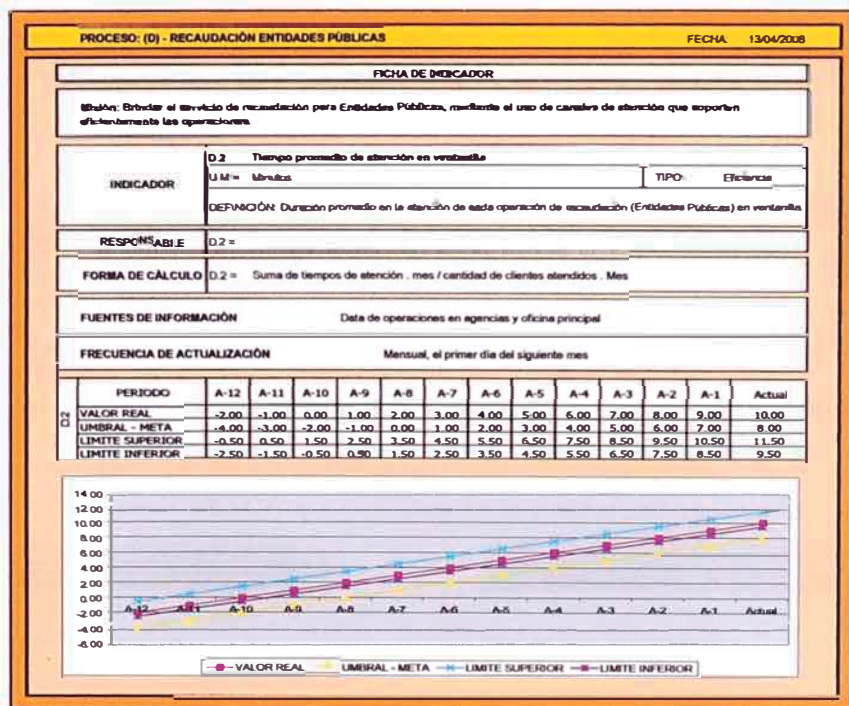 PROCESO: (D) - RECAUDACIÓN ENTIDADES PÚBLICAS FECHA: 13/04/2008
FICHA DE INDICADOR
Misión: Brindar el servicio de recaudación para Entidades Públicas, mediante el uso de canales de atención que soporten
eficientemente las operaciones
INDICADOR
D.2 Tiempo promedio de atención en ventanilla
U.M = Minutos TIPO: Eficiencia
DEFINICIÓN: Duración promedio en la atención de cada operación de recaudación (Entidades Públicas) en ventanilla
RESPONSABLE D.2 =
FORMA DE CÁLCULO D.2 = Suma de tiempos de atención . mes / cantidad de clientes atendidos . Mes
FUENTES DE INFORMACIÓN Data de operaciones en agencias y oficina principal
FRECUENCIA DE ACTUALIZACIÓN Mensual, el primer día del siguiente mes
D2
PERIODO A-12 A-11 A-10 A-9 A-8 A-7 A-6 A-5 A-4 A-3 A-2 A-1 Actual
VALOR REAL -2.00 -1.00 0.00 1.00 2.00 3.00 4.00 5.00 6.00 7.00 8.00 9.00 10.00
UMBRAL - META -4.00 -3.00 -2.00 -1.00 0.00 1.00 2.00 3.00 4.00 5.00 6.00 7.00 8.00
LIMITE SUPERIOR -0.50 0.50 1.50 2.50 3.50 4.50 5.50 6.50 7.50 8.50 9.50 10.50 11.50
LIMITE INFERIOR -2.50 -1.50 -0.50 0.50 1.50 2.50 3.50 4.50 5.50 6.50 7.50 8.50 9.50
14.00
12.00
10.00
8.00
6.00
4.00
2.00
0.00
-2.00
-4.00
-6.00
A-12 A-11 A-10 A-9 A-8 A-7 A-6 A-5 A-4 A-3 A-2 A-1 Actual
VALOR REAL UMBRAL - META LIMITE SUPERIOR LIMITE INFERIOR